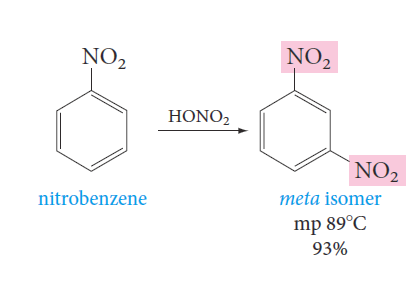 NO₂
HONO₂
NO₂
NO₂
nitrobenzene
meta isomer
mp 89°C
93%